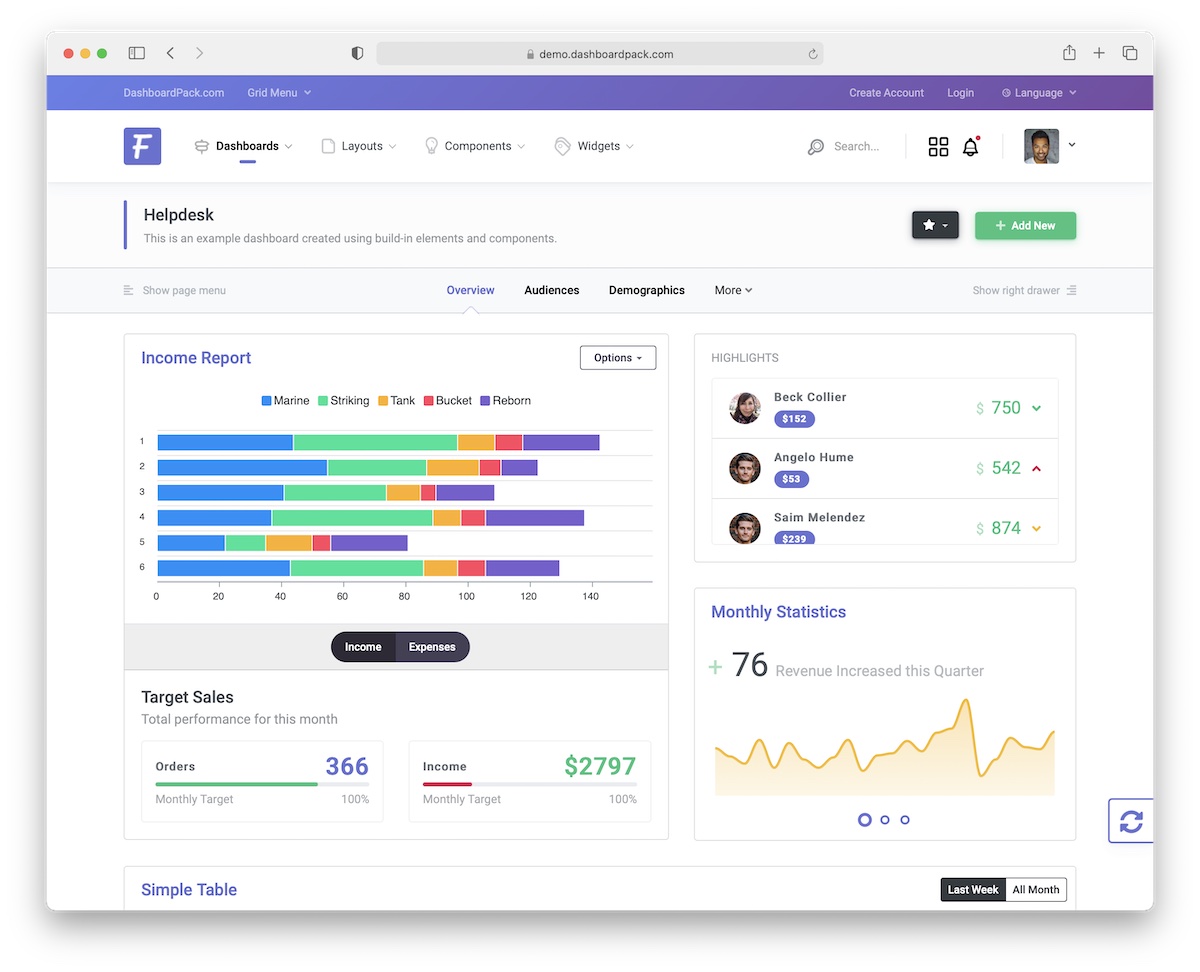 demo.dashboardpack.com
DashboardPack.com Grid Menu Create Account Login Language
F Dashboards Layouts Components Widgets Search...
Helpdesk
This is an example dashboard created using build-in elements and components.
Add New
Show page menu Overview Audiences Demographics More Show right drawer
Income Report Options
Marine Striking Tank Bucket Reborn
1
2
3
4
5
6
0 20 40 60 80 100 120 140
Income Expenses
Target Sales
Total performance for this month
Orders 366
Monthly Target 100%
Income $2797
Monthly Target 100%
HIGHLIGHTS
Beck Collier
$152
$ 750
Angelo Hume
$53
$ 542
Saim Melendez
$239
$ 874
Monthly Statistics
+ 76 Revenue Increased this Quarter
Simple Table Last Week All Month